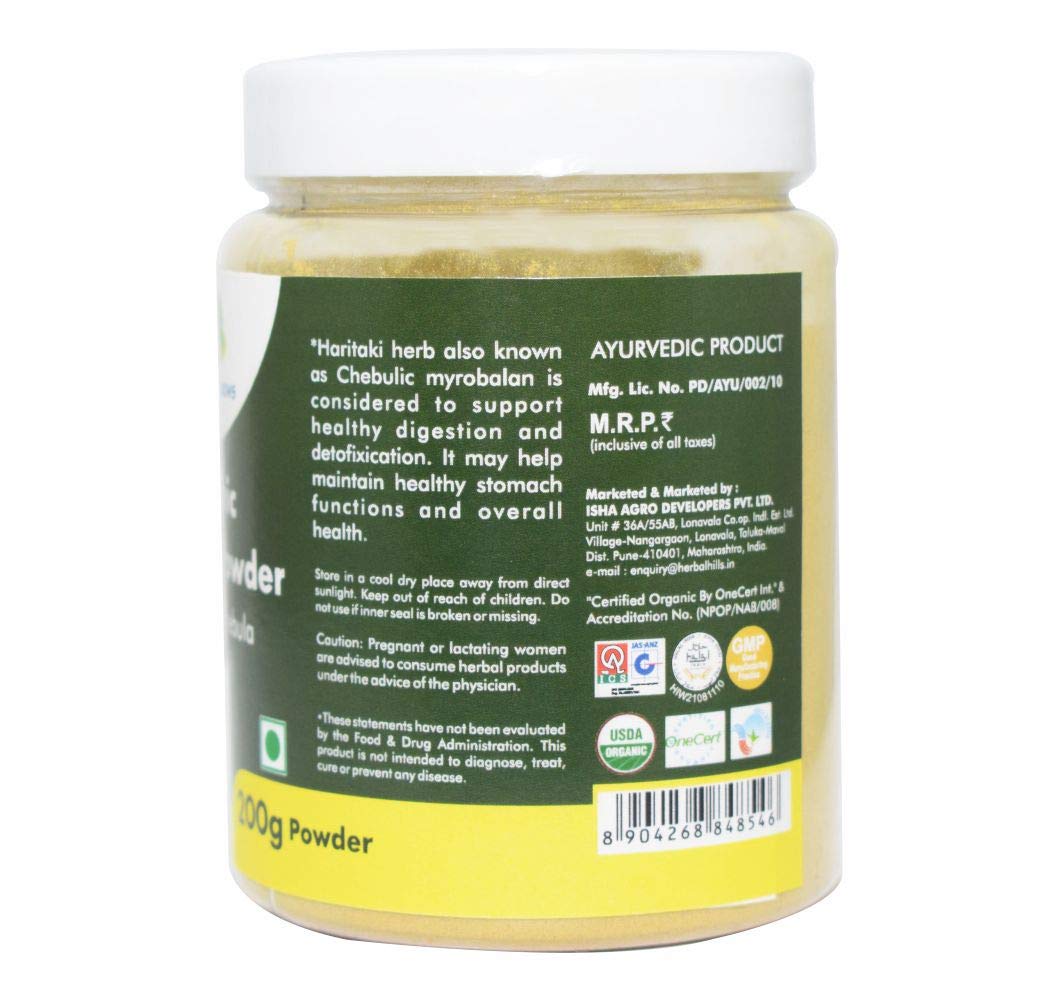 *Haritaki herb also known
as Chebulic myrobalan is
considered to support
healthy digestion and
detofixication. It may help
maintain healthy stomach
functions and overall
health.
Store in a cool dry place away from direct
sunlight. Keep out of reach of children. Do
not use if inner seal is broken or missing.
Caution: Pregnant or lactating women
are advised to consume herbal products
under the advice of the physician.
*These statements have not been evaluated
by the Food & Drug Administration. This
product is not intended to diagnose, treat,
cure or prevent any disease.
200g Powder
AYURVEDIC PRODUCT
Mfg. Lic. No. PD/AYU/002/10
M.R.P.₹
(inclusive of all taxes)
Marketed & Marketed by :
ISHA AGRO DEVELOPERS PVT. LTD.
Unit # 36A/55AB, Lonavala Co.op. Indl. Est. Ltd.
Village-Nangargaon, Lonavala, Taluka-Maval
Dist. Pune-410401, Maharashtra, India.
e-mail : enquiry@herbalhills.in
"Certified Organic By OneCert Int." &
Accreditation No. (NPOP/NAB/008)
ICS
JAS-ANZ
HIW21081110
GMP
Good
Manufacturing
Practice
USDA
ORGANIC
OneCert
8 904268 848546